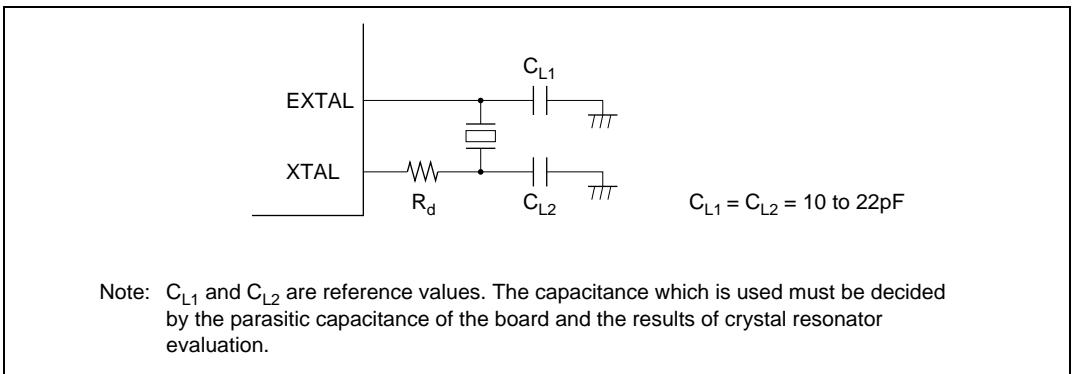 C_L1
EXTAL
XTAL
R_d
C_L2
C_L1 = C_L2 = 10 to 22pF
Note: C_L1 and C_L2 are reference values. The capacitance which is used must be decided
by the parasitic capacitance of the board and the results of crystal resonator
evaluation.